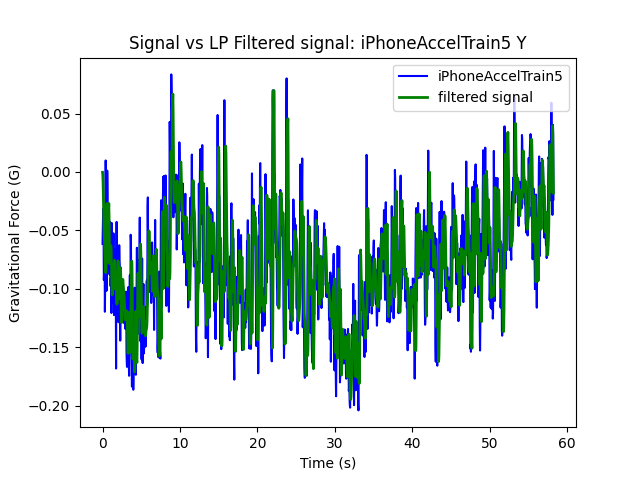 Signal vs LP Filtered signal: iPhoneAccelTrain5 Y
iPhoneAccelTrain5
filtered signal
Gravitational Force (G)
0.05
0.00
−0.05
−0.10
−0.15
−0.20
0 10 20 30 40 50 60
Time (s)